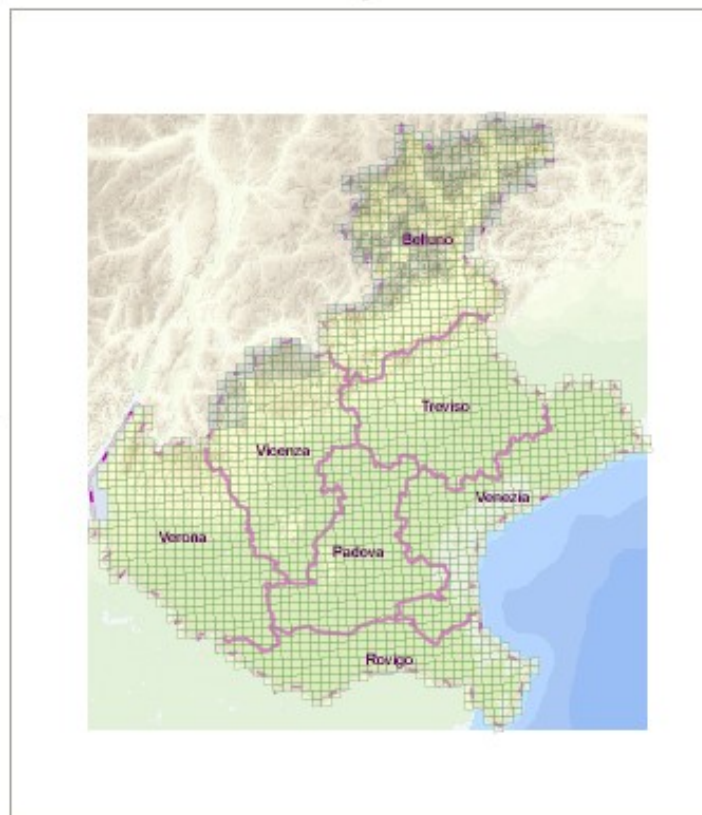 Belluno
Treviso
Vicenza
Venezia
Verona
Padova
Rovigo